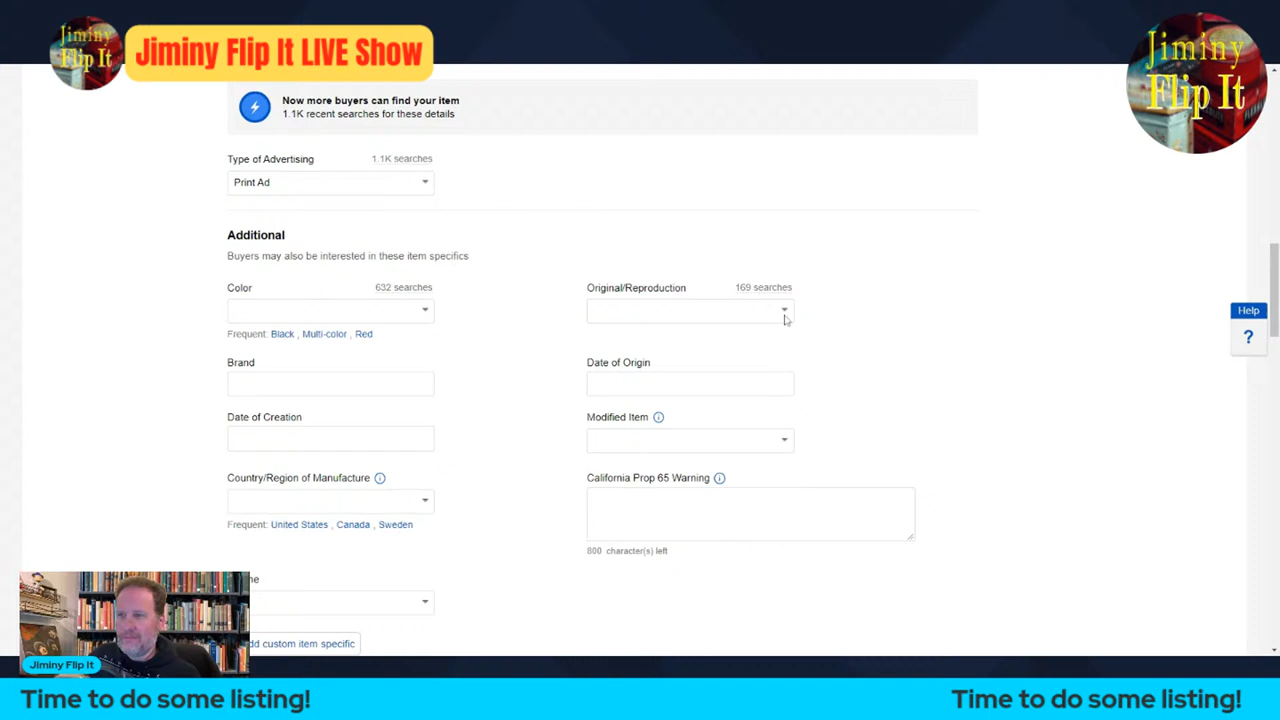 Jiminy
Flip It
Jiminy Flip It LIVE Show
Jiminy
Flip It
Now more buyers can find your item
1.1K recent searches for these details
Type of Advertising 1.1K searches
Print Ad
Additional
Buyers may also be interested in these item specifics
Color 632 searches
Original/Reproduction 169 searches
Frequent: Black , Multi-color , Red
Help
?
Brand
Date of Origin
Date of Creation
Modified Item
Country/Region of Manufacture
California Prop 65 Warning
Frequent: United States , Canada , Sweden
800 character(s) left
custom item specific
Jiminy Flip It
Time to do some listing!
Time to do some listing!